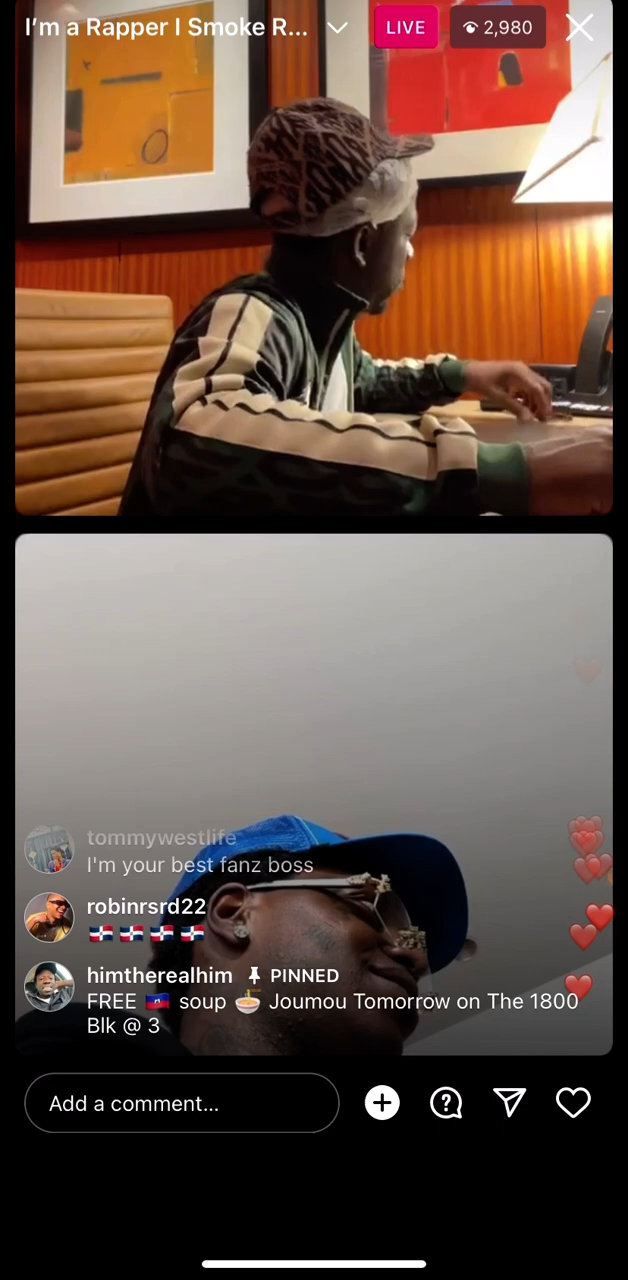 I'm a Rapper I Smoke R...
LIVE
2,980
tommywestlife
I'm your best fanz boss
robinrsrd22
🇩🇴 🇩🇴 🇩🇴 🇩🇴
himtherealhim 📌 PINNED
FREE 🇭🇹 soup 🍲 Joumou Tomorrow on The 1800
Blk @ 3
Add a comment...